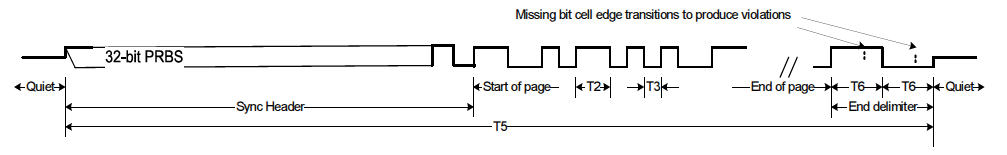 Missing bit cell edge transitions to produce violations
32-bit PRBS
Quiet
Start of page
T2
T3
End of page
T6
T6
Quiet
Sync Header
End delimiter
T5